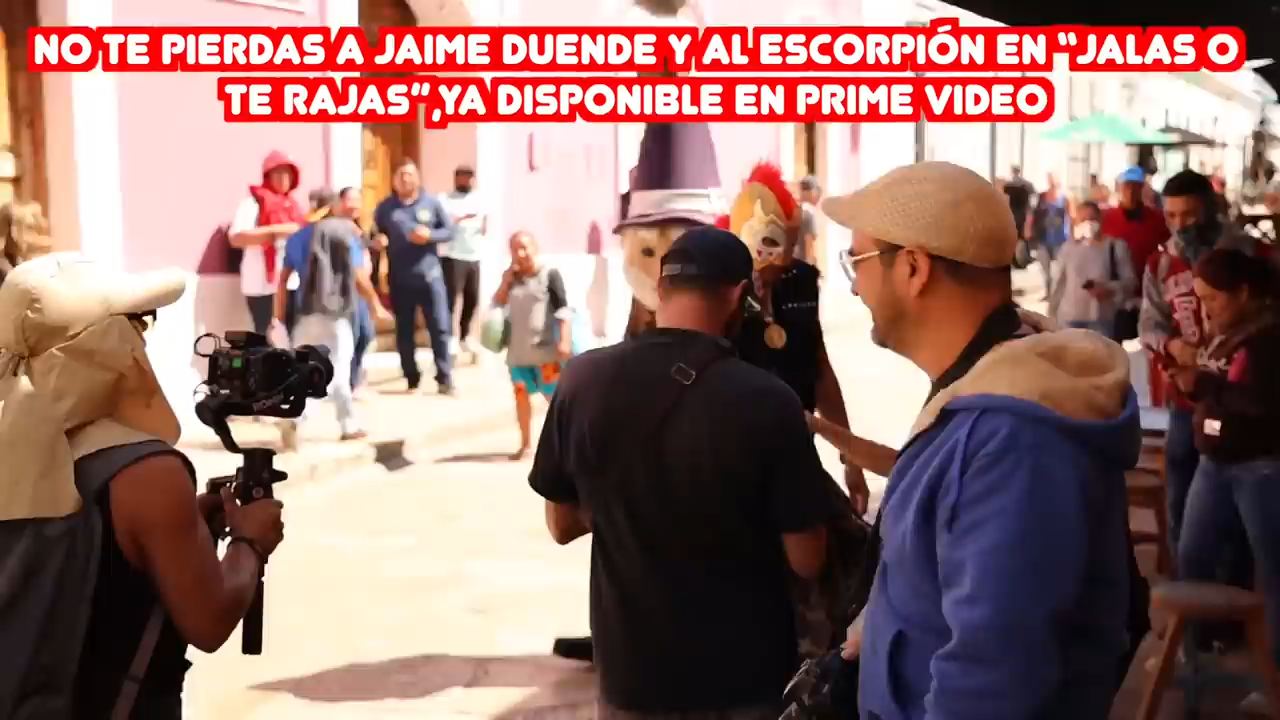 NO TE PIERDAS A JAIME DUENDE Y AL ESCORPIÓN EN "JALAS O
TE RAJAS",YA DISPONIBLE EN PRIME VIDEO